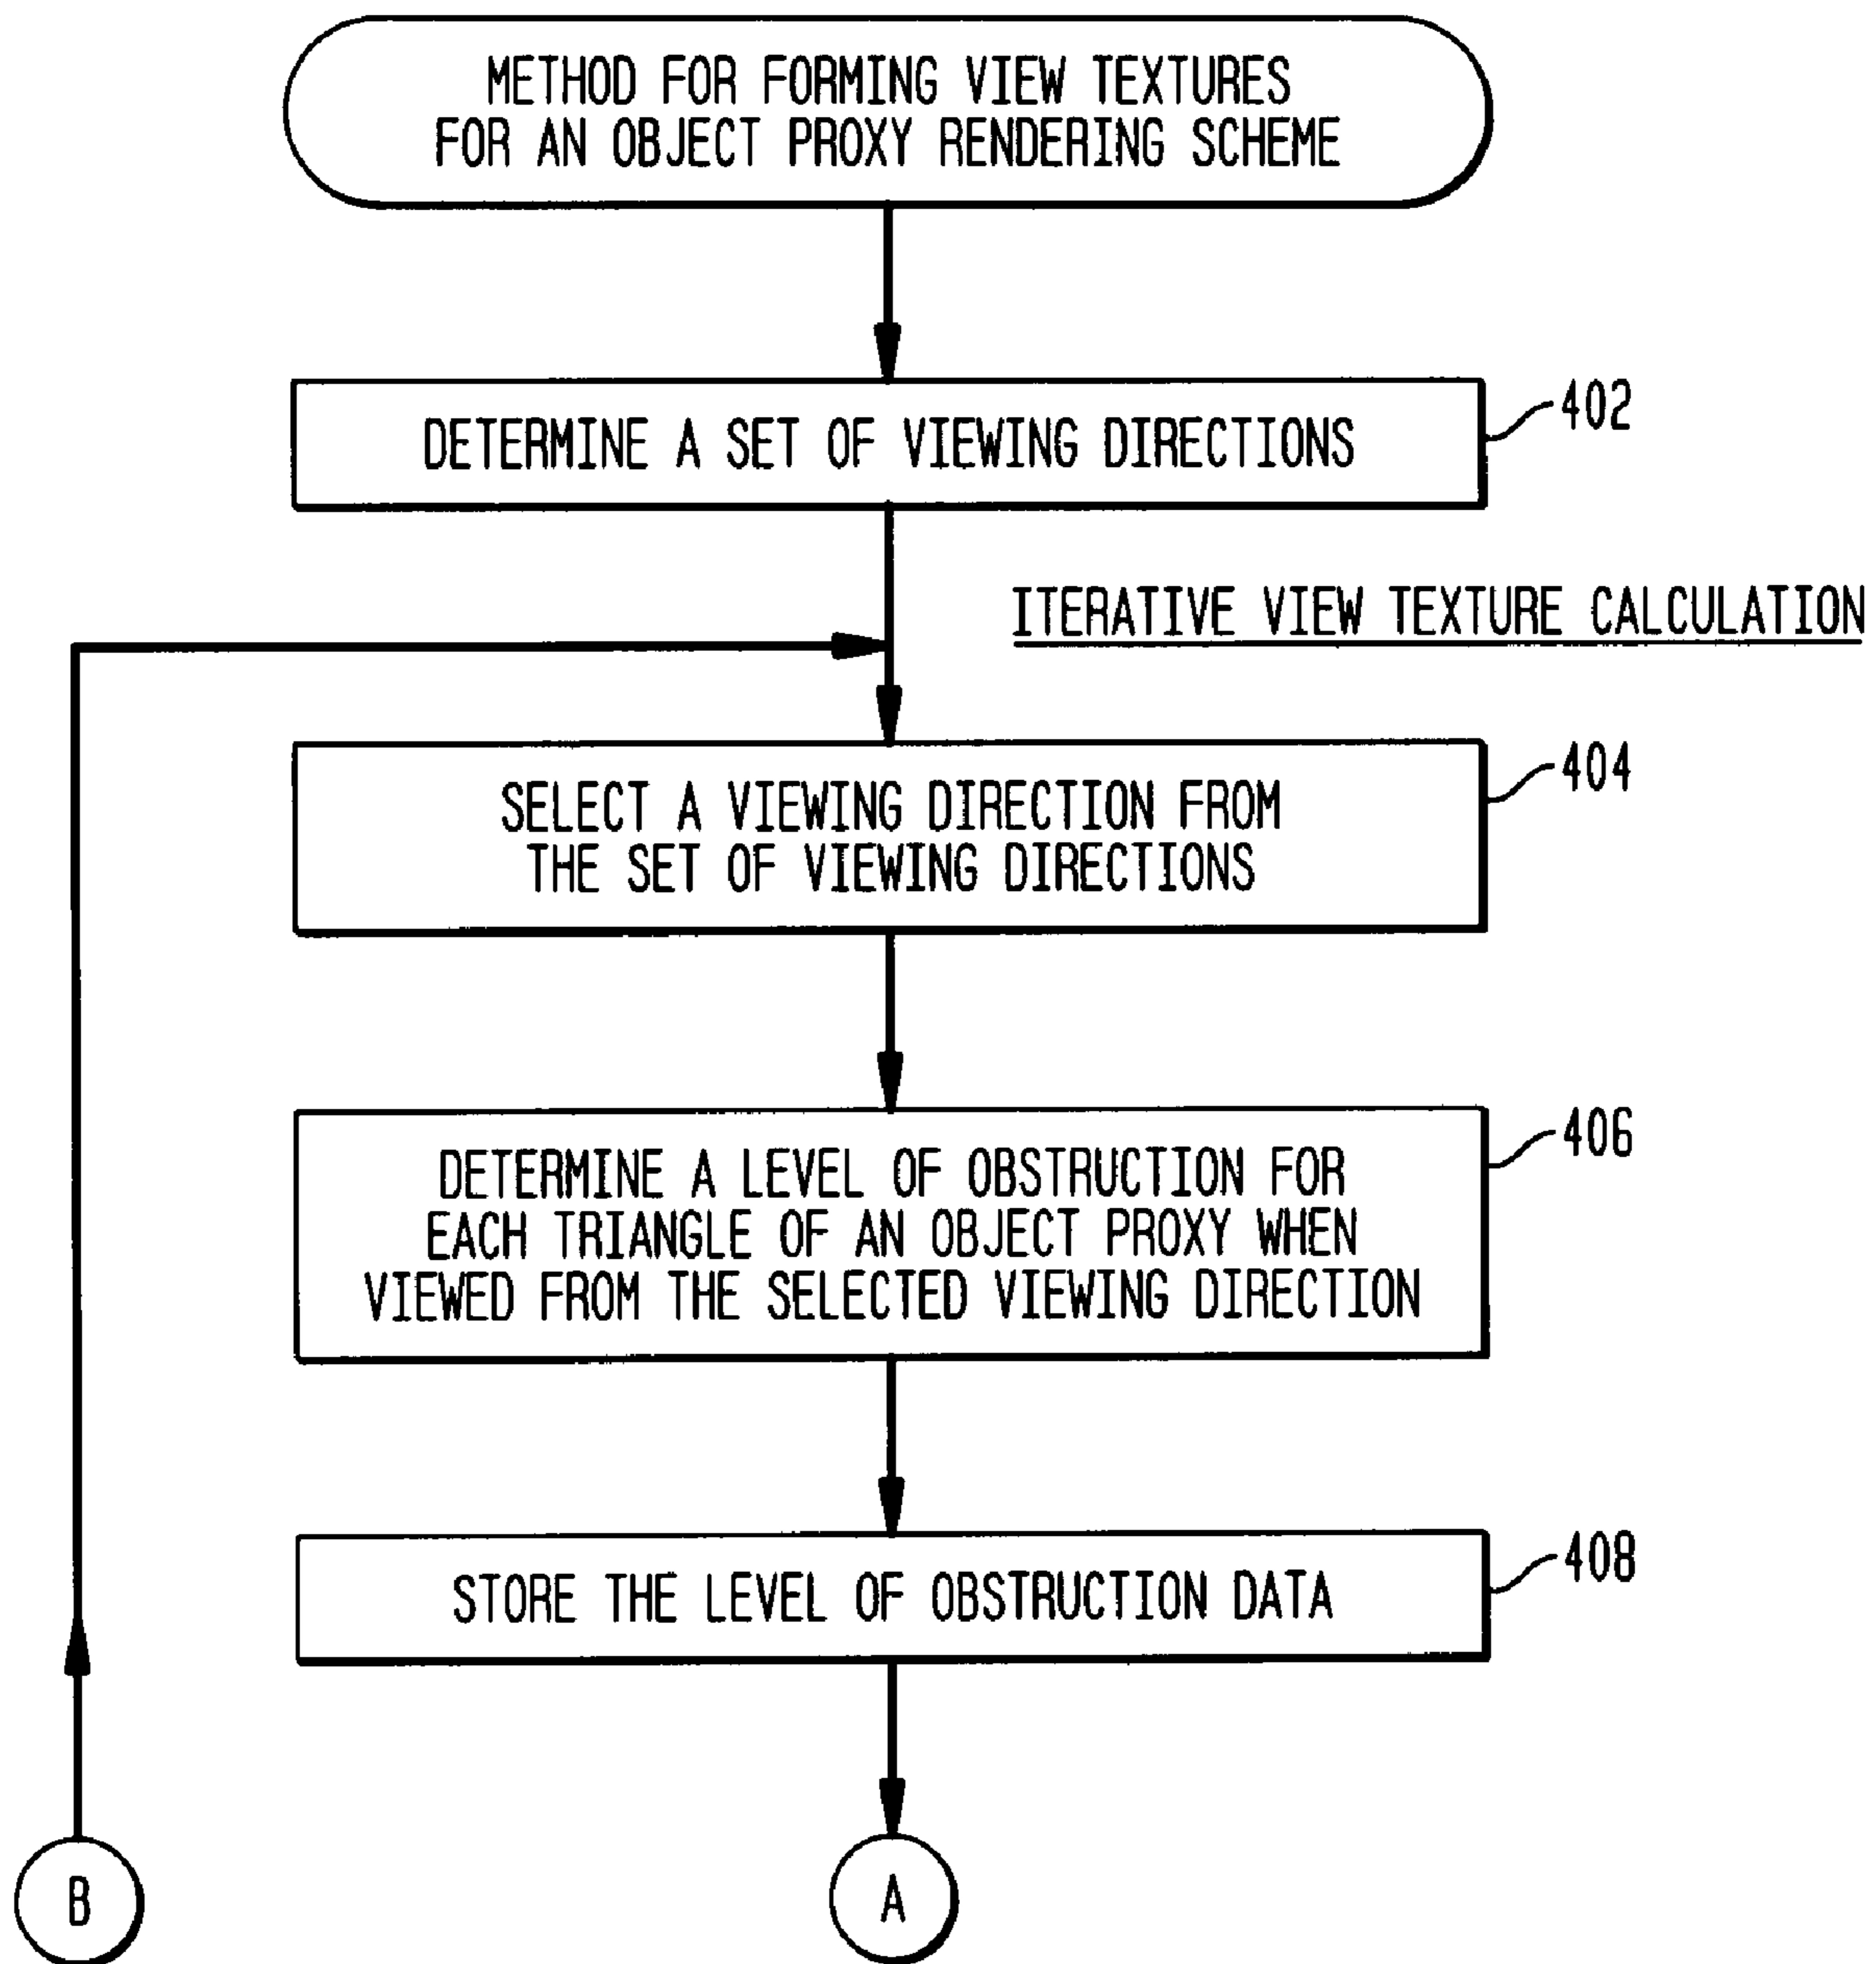 METHOD FOR FORMING VIEW TEXTURES
FOR AN OBJECT PROXY RENDERING SCHEME
DETERMINE A SET OF VIEWING DIRECTIONS
402
ITERATIVE VIEW TEXTURE CALCULATION
SELECT A VIEWING DIRECTION FROM
THE SET OF VIEWING DIRECTIONS
404
DETERMINE A LEVEL OF OBSTRUCTION FOR
EACH TRIANGLE OF AN OBJECT PROXY WHEN
VIEWED FROM THE SELECTED VIEWING DIRECTION
406
STORE THE LEVEL OF OBSTRUCTION DATA
408
B
A